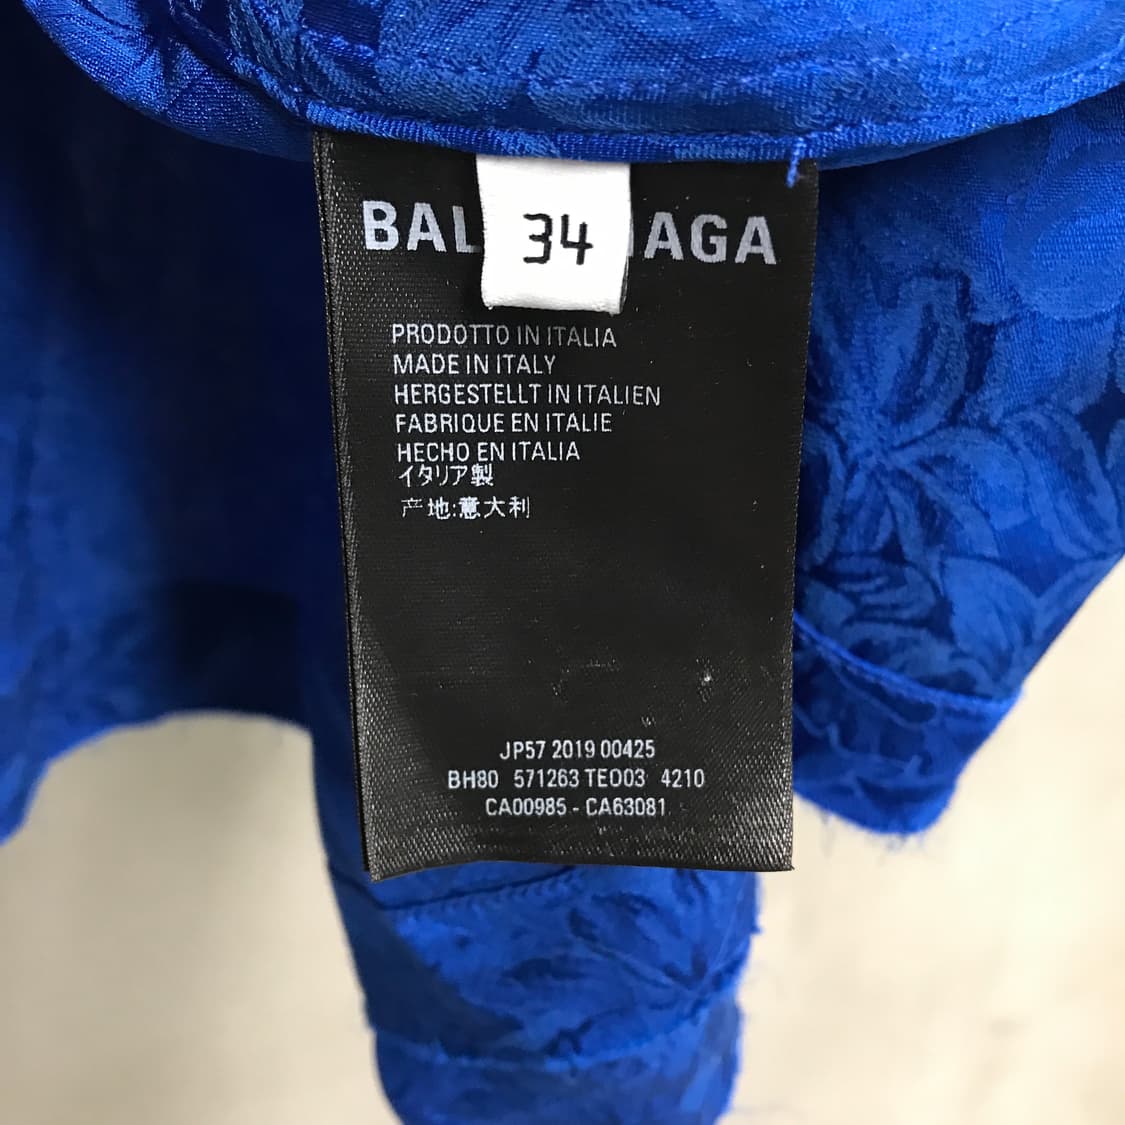 BAL AGA
34
PRODOTTO IN ITALIA
MADE IN ITALY
HERGESTELLT IN ITALIEN
FABRIQUE EN ITALIE
HECHO EN ITALIA
イタリア製
产地:意大利
JP57 2019 00425
BH80 571263 TEO03 4210
CA00985 - CA63081